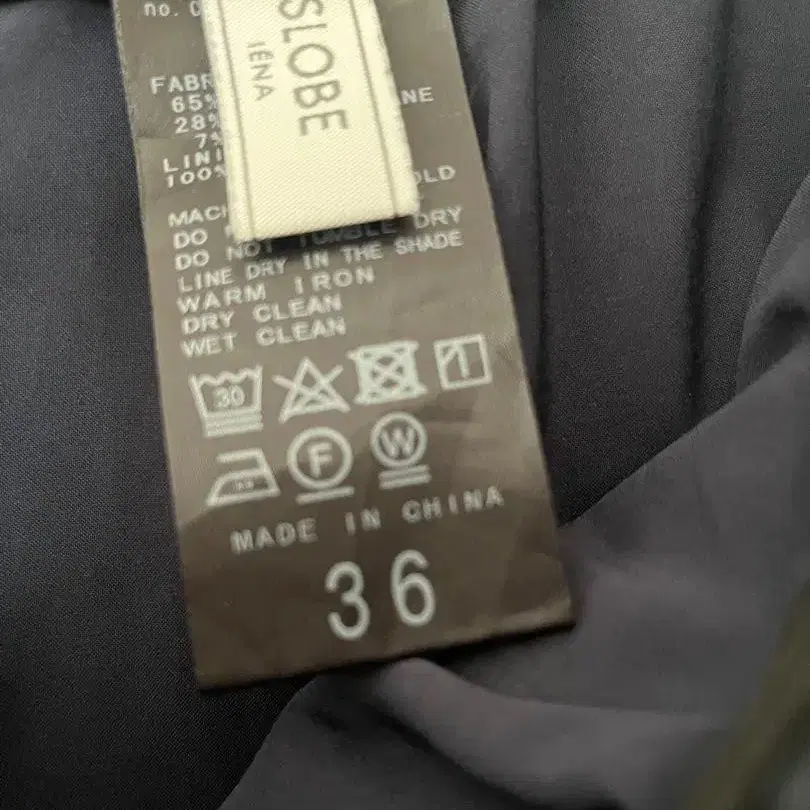 no.
SLOBE
IÉNA
FABR
65%
28%
7%
LINI
100%
MACH
DO
DO NOT TUMBLE DRY
LINE DRY IN THE SHADE
WARM IRON
DRY CLEAN
WET CLEAN
30
F W
MADE IN CHINA
36